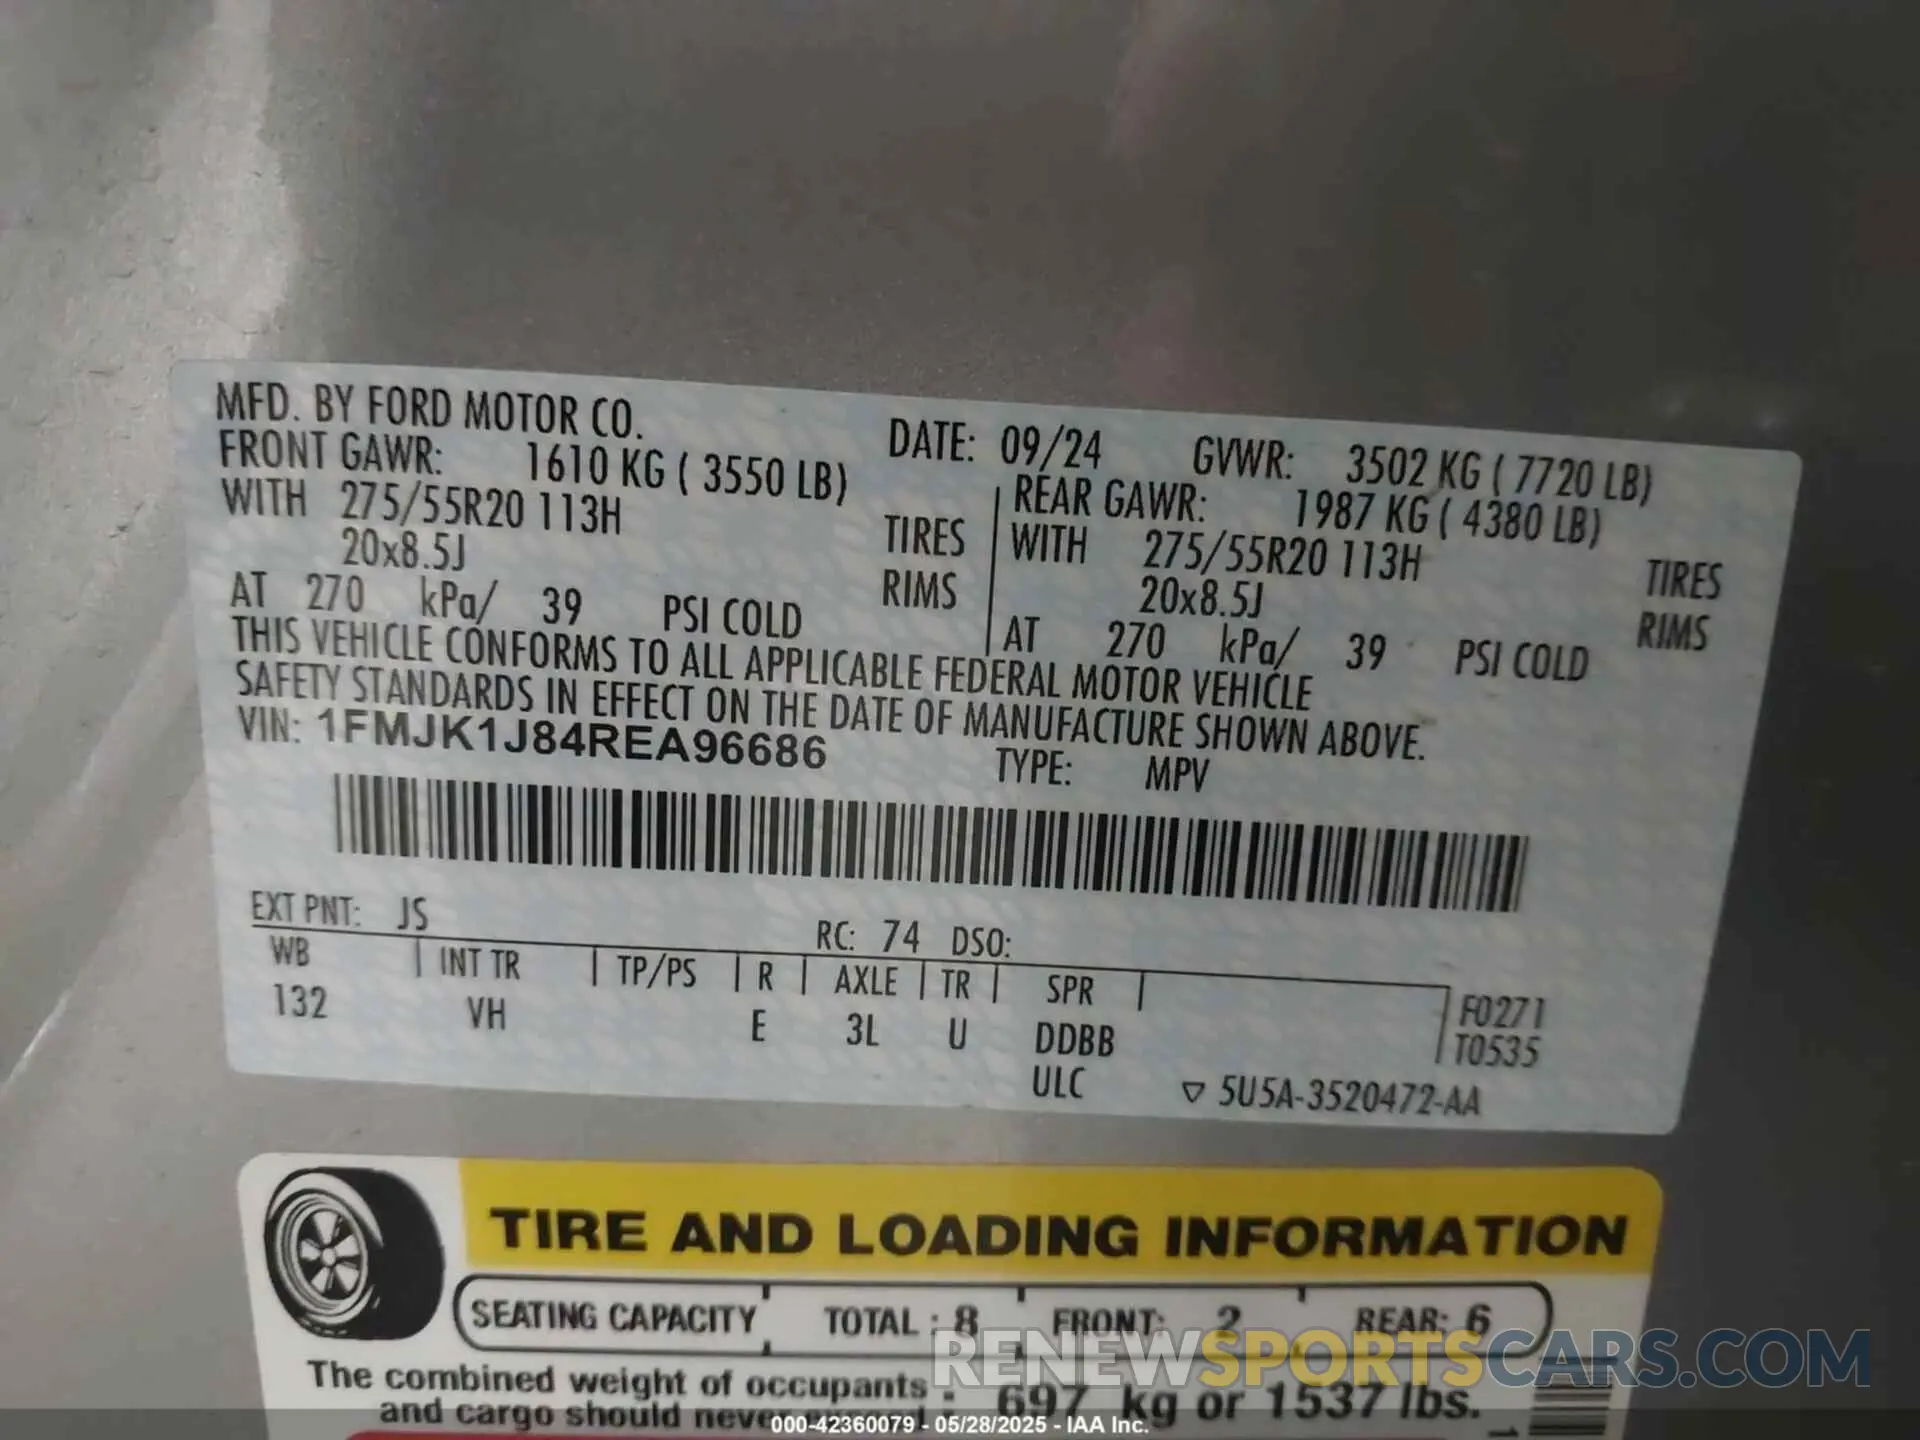 MFD. BY FORD MOTOR CO. DATE: 09/24 GVWR: 3502 KG ( 7720 LB)
FRONT GAWR: 1610 KG ( 3550 LB) REAR GAWR: 1987 KG ( 4380 LB)
WITH 275/55R20 113H TIRES WITH 275/55R20 113H TIRES
20x8.5J RIMS 20x8.5J RIMS
AT 270 kPa/ 39 PSI COLD AT 270 kPa/ 39 PSI COLD
THIS VEHICLE CONFORMS TO ALL APPLICABLE FEDERAL MOTOR VEHICLE
SAFETY STANDARDS IN EFFECT ON THE DATE OF MANUFACTURE SHOWN ABOVE.
VIN: 1FMJK1J84REA96686 TYPE: MPV
EXT PNT: JS RC: 74 DSO:
WB INT TR TP/PS R AXLE TR SPR F0271
132 VH E 3L U DDBB T0535
ULC ▽ 5U5A-3520472-AA
TIRE AND LOADING INFORMATION
SEATING CAPACITY TOTAL : 8 FRONT: 2 REAR: 6
RENEWSPORTSCARS.COM
The combined weight of occupants : 697 kg or 1537 lbs.
and cargo should never
000-42360079 - 05/28/2025 - IAA Inc.